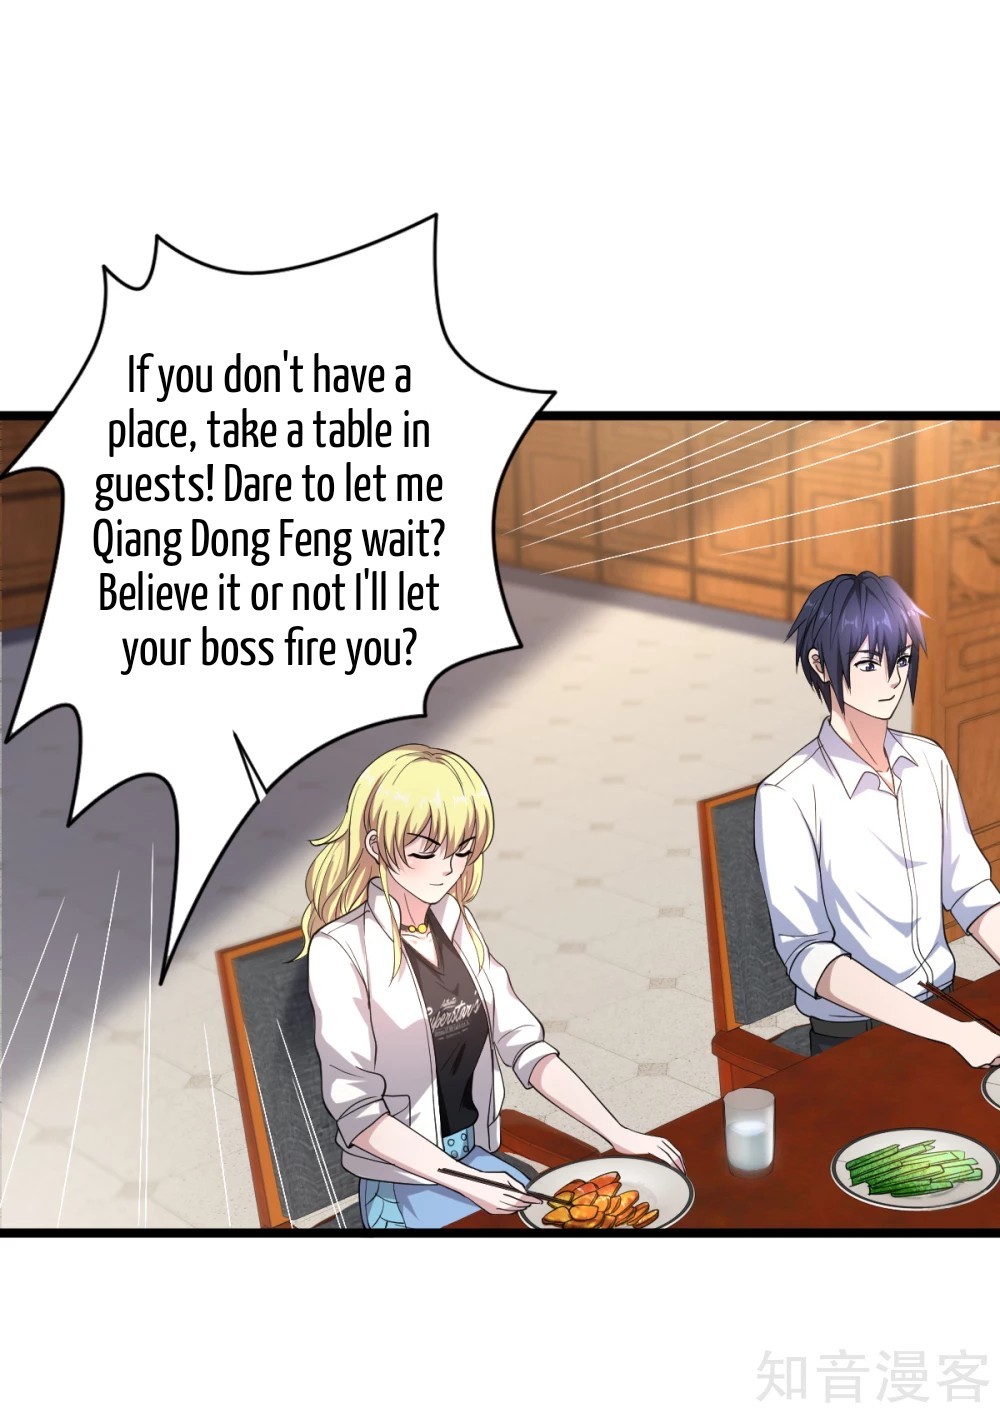 If you don't have a
place, take a table in
guests! Dare to let me
Qiang Dong Feng wait?
Believe it or not I'll let
your boss fire you?
知音漫客